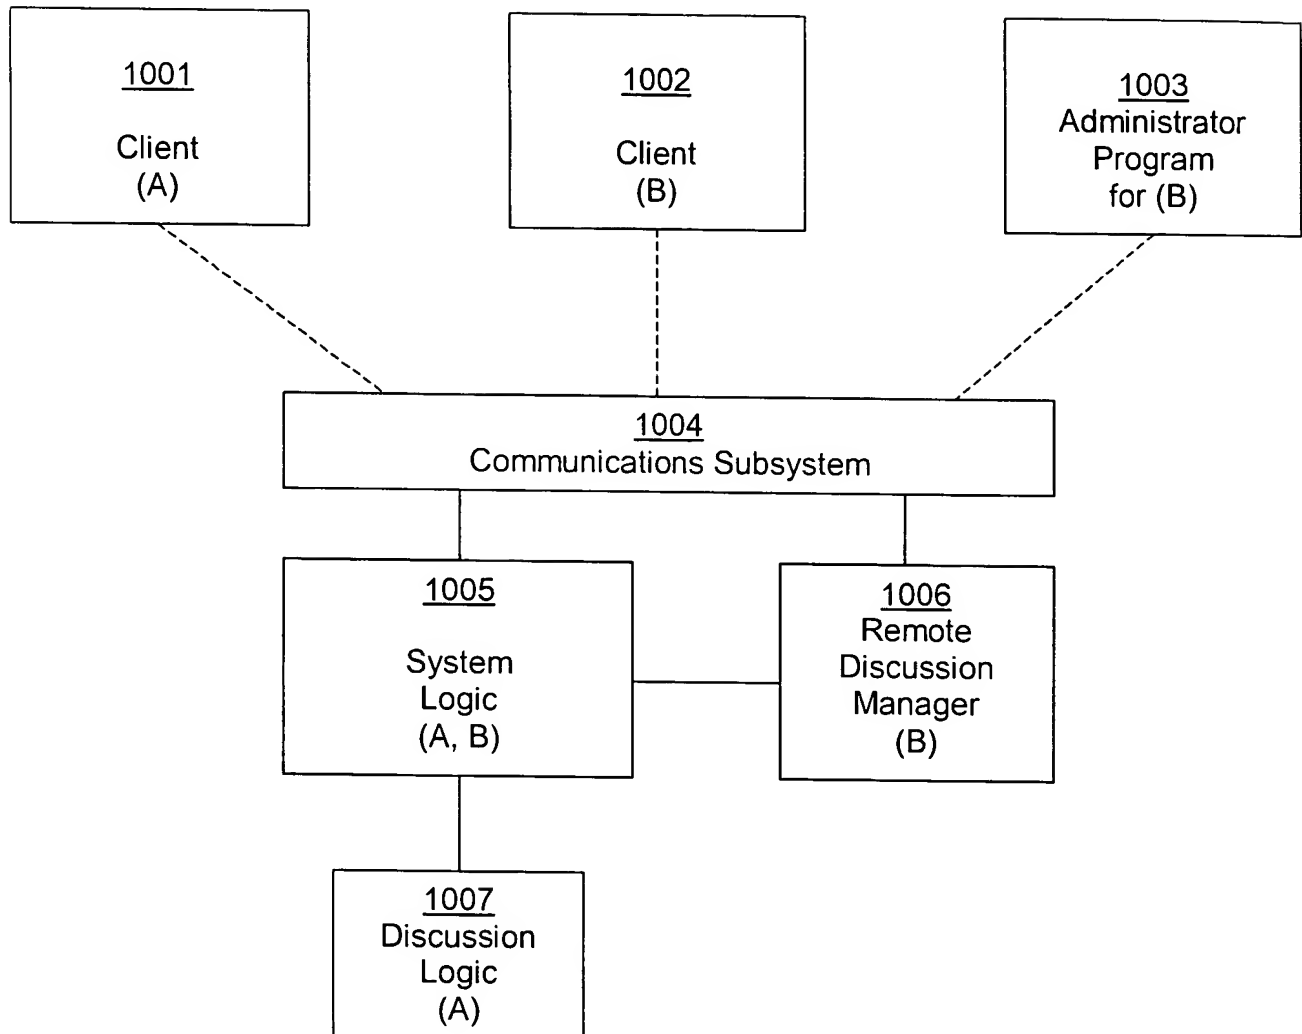 1001
Client
(A)
1002
Client
(B)
1003
Administrator
Program
for (B)
1004
Communications Subsystem
1005
System
Logic
(A, B)
1006
Remote
Discussion
Manager
(B)
1007
Discussion
Logic
(A)